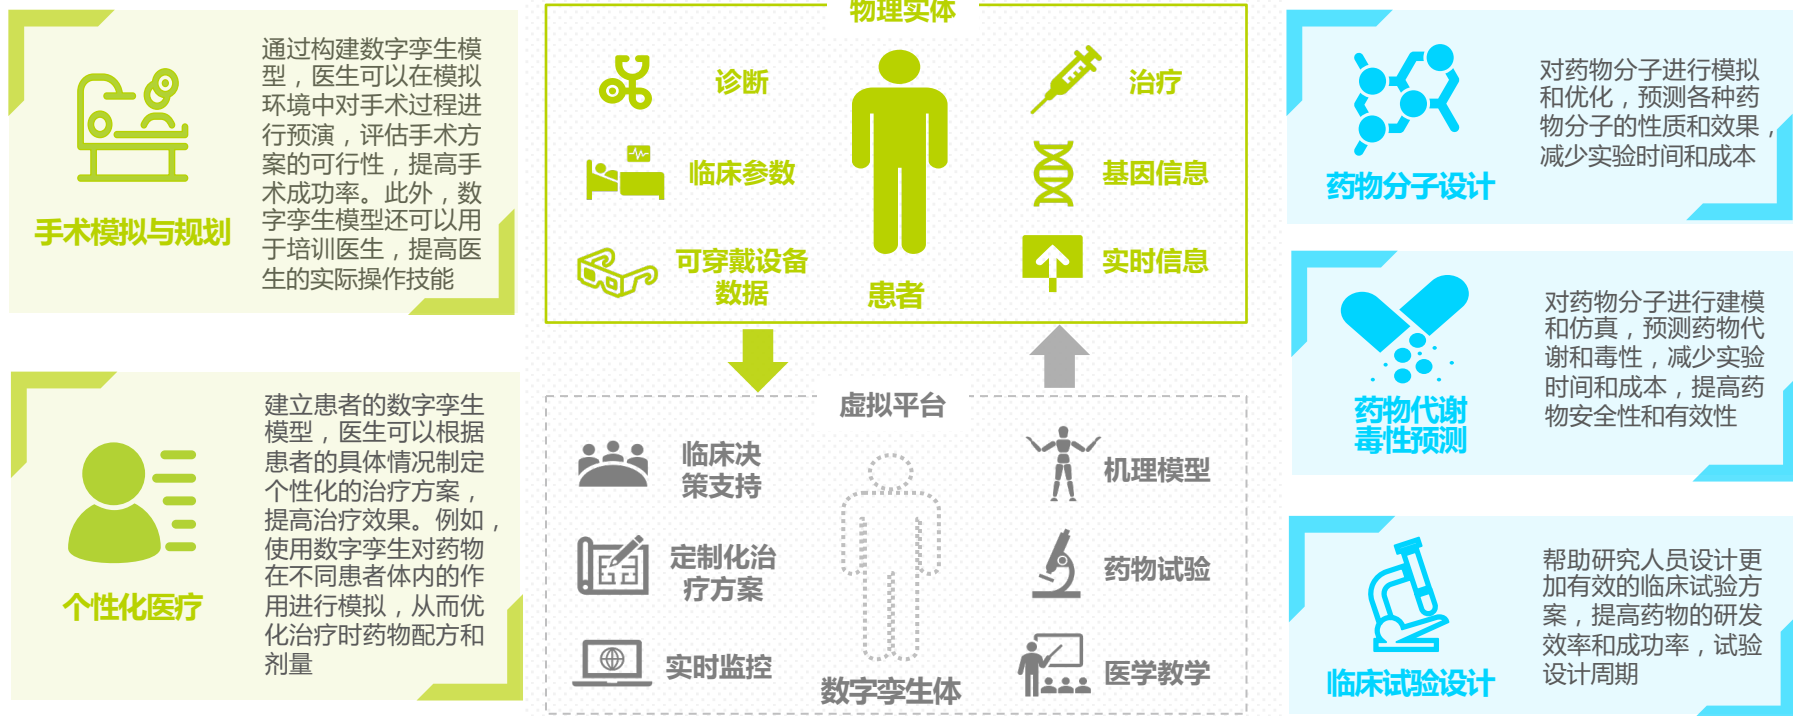 通过构建数字孪生模
型，医生可以在模拟
环境中对手术过程进
行预演，评估手术方
案的可行性，提高手
术成功率。此外，数
字孪生模型还可以用
于培训医生，提高医
生的实际操作技能
手术模拟与规划
建立患者的数字孪生
模型，医生可以根据
患者的具体情况制定
个性化的治疗方案，
提高治疗效果。例如，
使用数字孪生对药物
在不同患者体内的作
用进行模拟，从而优
化治疗时药物配方和
剂量
个性化医疗
物理实体
诊断
临床参数
可穿戴设备
数据
患者
治疗
基因信息
实时信息
虚拟平台
临床决
策支持
定制化治
疗方案
实时监控
数字孪生体
机理模型
药物试验
医学教学
对药物分子进行模拟
和优化，预测各种药
物分子的性质和效果，
减少实验时间和成本
药物分子设计
对药物分子进行建模
和仿真，预测药物代
谢和毒性，减少实验
时间和成本，提高药
物安全性和有效性
药物代谢
毒性预测
帮助研究人员设计更
加有效的临床试验方
案，提高药物的研发
效率和成功率，试验
设计周期
临床试验设计